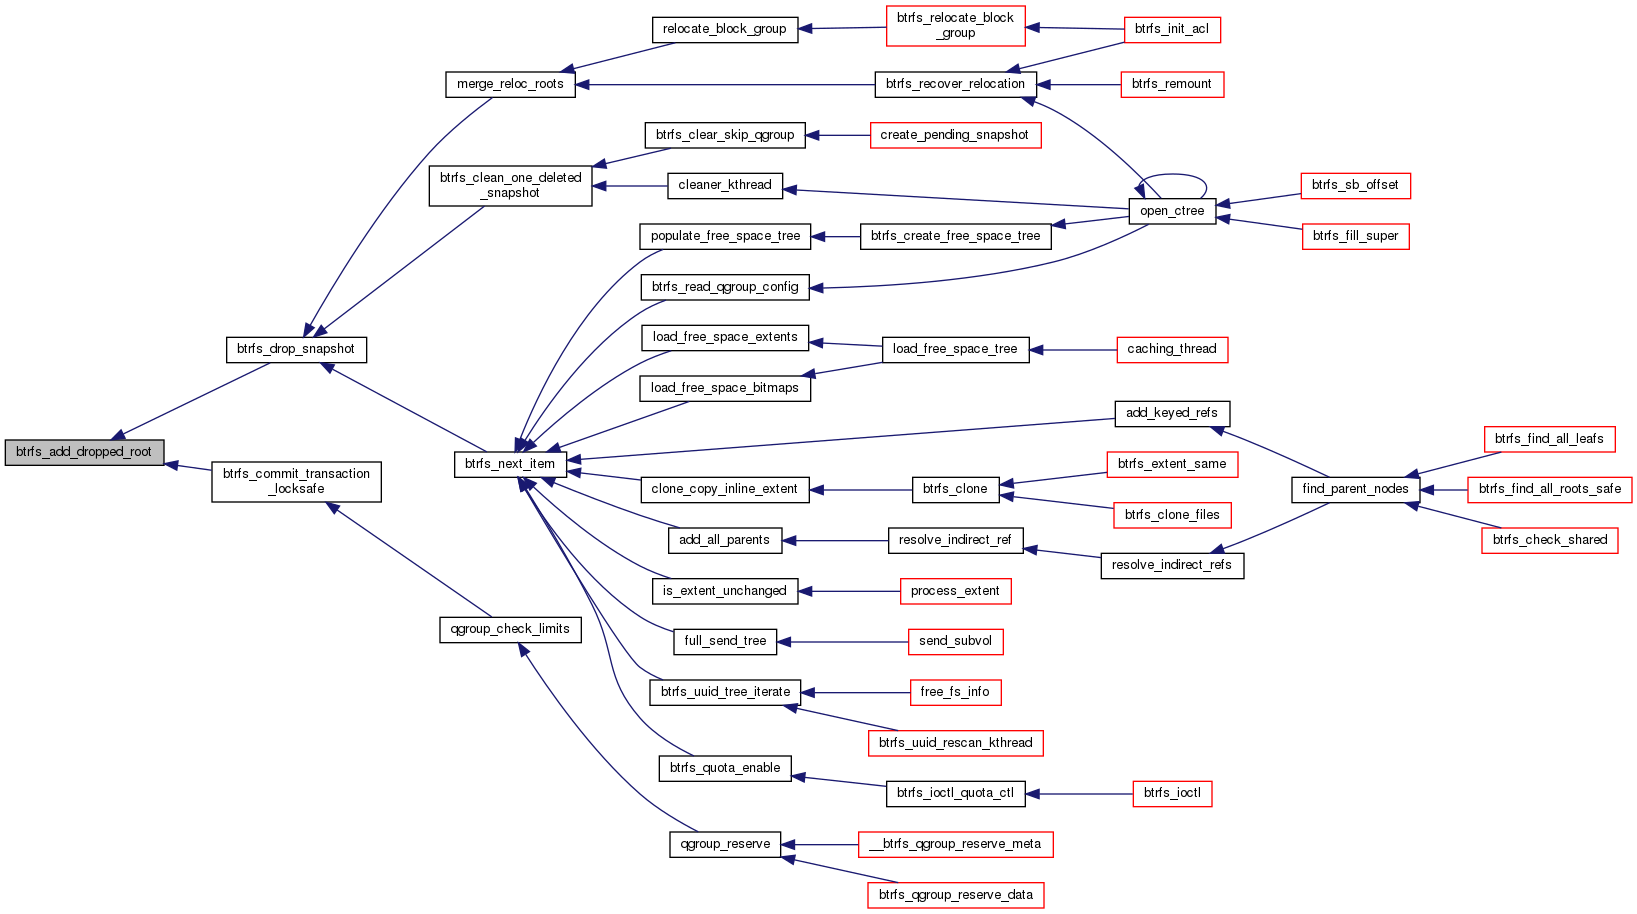 relocate_block_group
btrfs_relocate_block
_group
btrfs_init_acl
merge_reloc_roots
btrfs_recover_relocation
btrfs_remount
btrfs_clear_skip_qgroup
create_pending_snapshot
btrfs_clean_one_deleted
_snapshot
cleaner_kthread
btrfs_sb_offset
open_ctree
populate_free_space_tree
btrfs_create_free_space_tree
btrfs_fill_super
btrfs_read_qgroup_config
load_free_space_extents
btrfs_drop_snapshot
load_free_space_tree
caching_thread
load_free_space_bitmaps
add_keyed_refs
btrfs_find_all_leafs
btrfs_add_dropped_root
btrfs_next_item
btrfs_extent_same
btrfs_commit_transaction
_locksafe
clone_copy_inline_extent
btrfs_clone
find_parent_nodes
btrfs_find_all_roots_safe
btrfs_clone_files
add_all_parents
resolve_indirect_ref
btrfs_check_shared
resolve_indirect_refs
is_extent_unchanged
process_extent
qgroup_check_limits
full_send_tree
send_subvol
btrfs_uuid_tree_iterate
free_fs_info
btrfs_uuid_rescan_kthread
btrfs_quota_enable
btrfs_ioctl_quota_ctl
btrfs_ioctl
qgroup_reserve
__btrfs_qgroup_reserve_meta
btrfs_qgroup_reserve_data